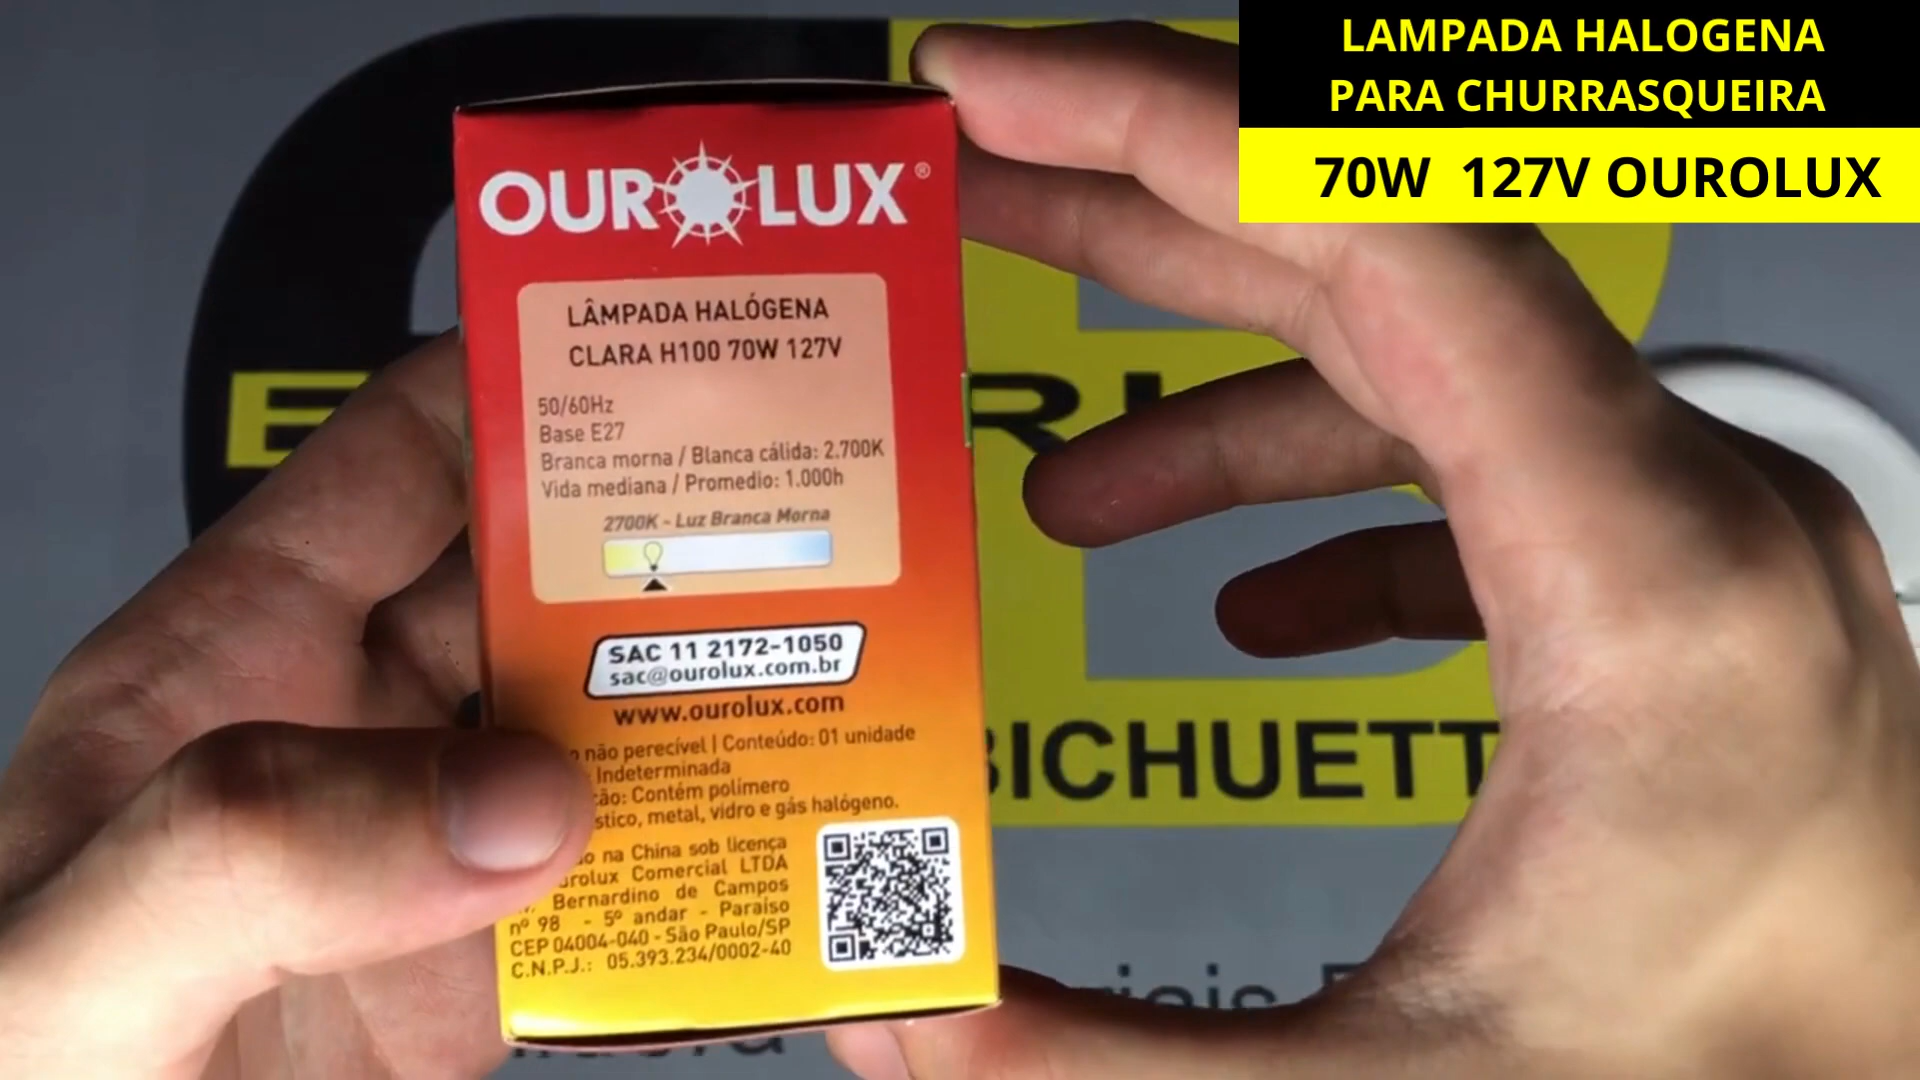 LAMPADA HALOGENA
PARA CHURRASQUEIRA
70W 127V OUROLUX
OUROLUX®
LÂMPADA HALÓGENA
CLARA H100 70W 127V
50/60Hz
Base E27
Branca morna / Blanca cálida: 2.700K
Vida mediana / Promedio: 1.000h
2700K - Luz Branca Morna
SAC 11 2172-1050
sac@ourolux.com.br
www.ourolux.com
não perecível | Conteúdo: 01 unidade
Indeterminada
Contém polímero
metal, vidro e gás halógeno.
na China sob licença
Comercial LTDA
Bernardino de Campos
nº 98 - 5º andar - Paraíso
CEP 04004-040 - São Paulo/SP
C.N.P.J.: 05.393.234/0002-40
BICHUETT